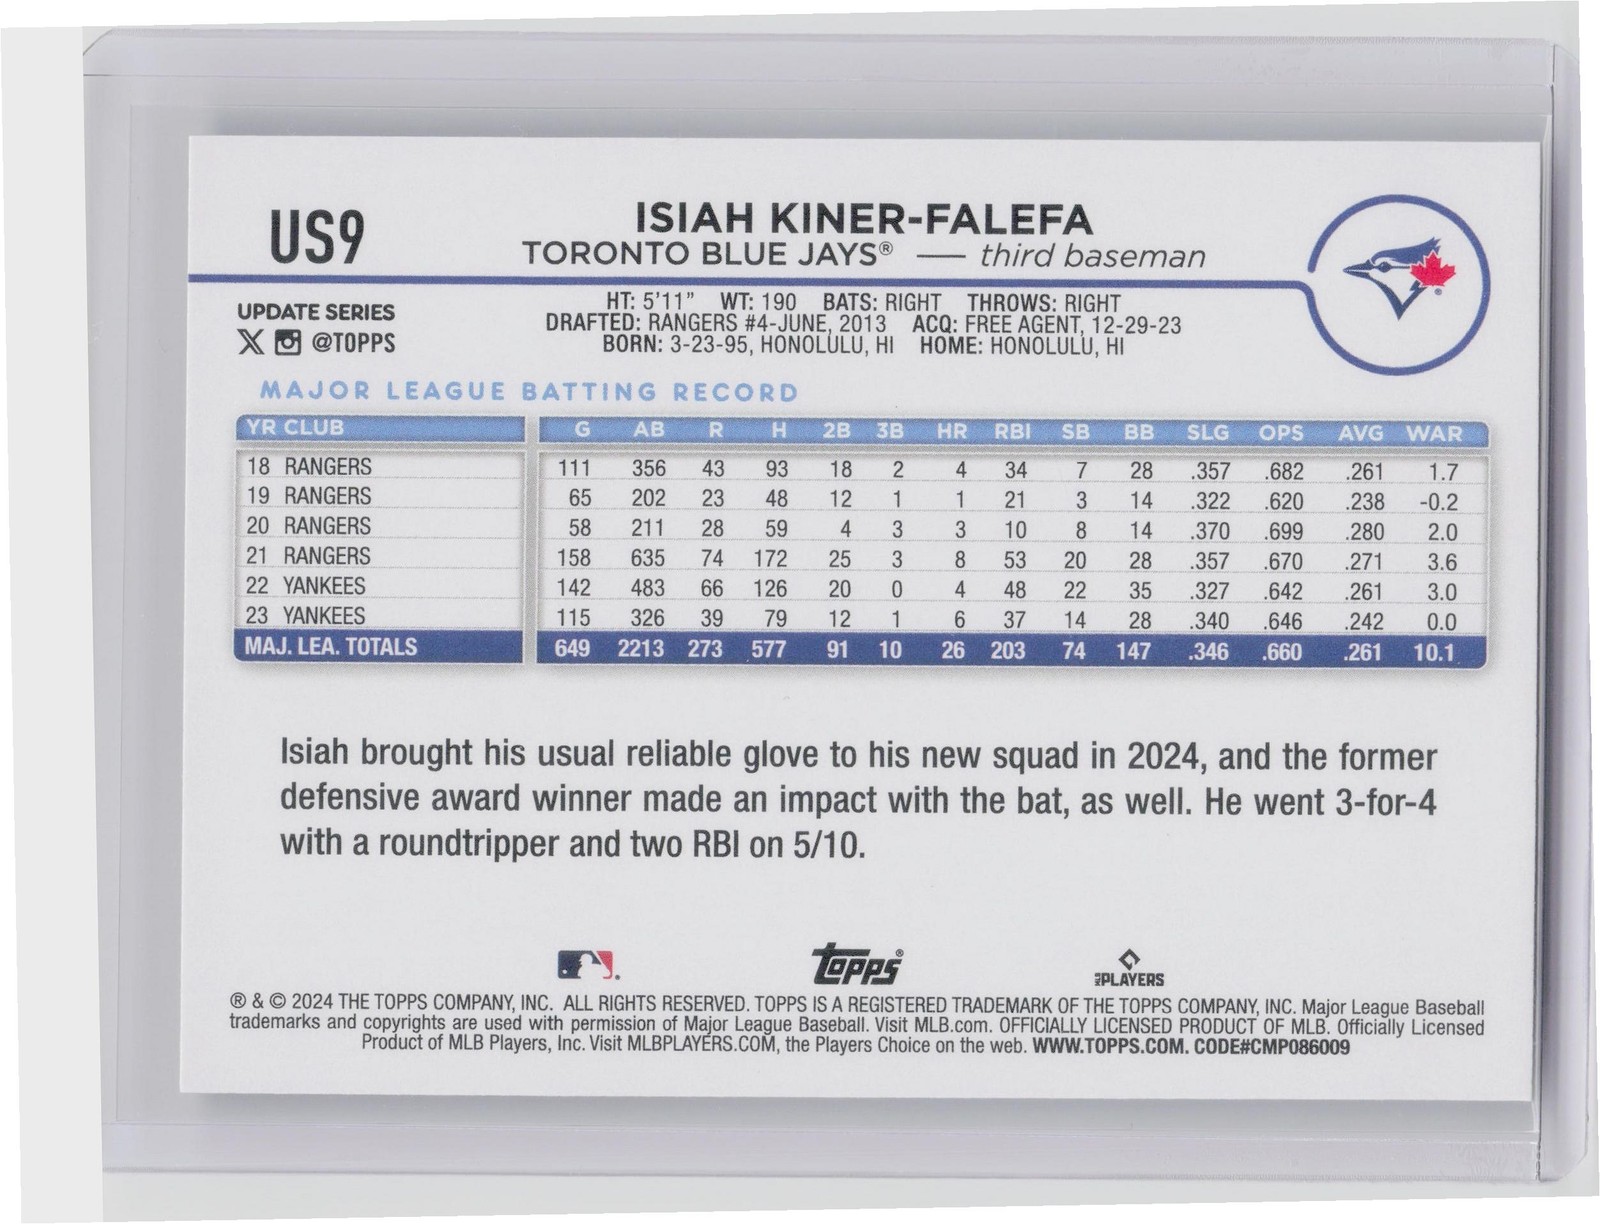 US9
ISIAH KINER-FALEFA
TORONTO BLUE JAYS® — third baseman
UPDATE SERIES
X @TOPPS
HT: 5'11" WT: 190 BATS: RIGHT THROWS: RIGHT
DRAFTED: RANGERS #4-JUNE, 2013 ACQ: FREE AGENT, 12-29-23
BORN: 3-23-95, HONOLULU, HI HOME: HONOLULU, HI
MAJOR LEAGUE BATTING RECORD
YR CLUB G AB R H 2B 3B HR RBI SB BB SLG OPS AVG WAR
18 RANGERS 111 356 43 93 18 2 4 34 7 28 .357 .682 .261 1.7
19 RANGERS 65 202 23 48 12 1 1 21 3 14 .322 .620 .238 -0.2
20 RANGERS 58 211 28 59 4 3 3 10 8 14 .370 .699 .280 2.0
21 RANGERS 158 635 74 172 25 3 8 53 20 28 .357 .670 .271 3.6
22 YANKEES 142 483 66 126 20 0 4 48 22 35 .327 .642 .261 3.0
23 YANKEES 115 326 39 79 12 1 6 37 14 28 .340 .646 .242 0.0
MAJ. LEA. TOTALS 649 2213 273 577 91 10 26 203 74 147 .346 .660 .261 10.1
Isiah brought his usual reliable glove to his new squad in 2024, and the former
defensive award winner made an impact with the bat, as well. He went 3-for-4
with a roundtripper and two RBI on 5/10.
Topps®
MLB PLAYERS
® & © 2024 THE TOPPS COMPANY, INC. ALL RIGHTS RESERVED. TOPPS IS A REGISTERED TRADEMARK OF THE TOPPS COMPANY, INC. Major League Baseball
trademarks and copyrights are used with permission of Major League Baseball. Visit MLB.com. OFFICIALLY LICENSED PRODUCT OF MLB. Officially Licensed
Product of MLB Players, Inc. Visit MLBPLAYERS.COM, the Players Choice on the web. WWW.TOPPS.COM. CODE#CMP086009